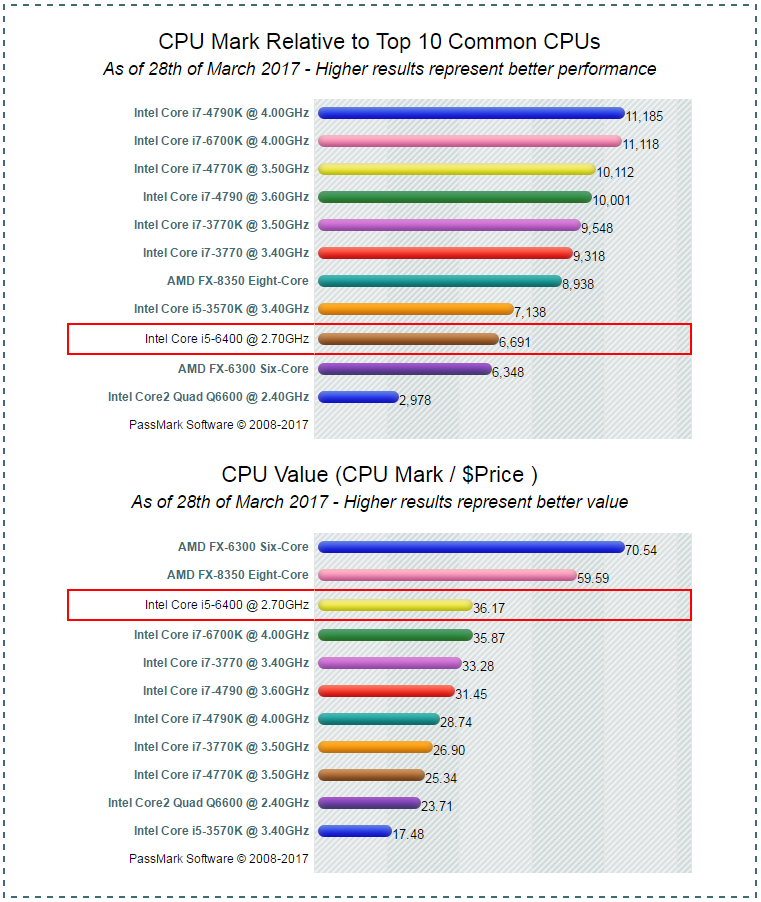 CPU Mark Relative to Top 10 Common CPUs
As of 28th of March 2017 - Higher results represent better performance
Intel Core i7-4790K @ 4.00GHz 11,185
Intel Core i7-6700K @ 4.00GHz 11,118
Intel Core i7-4770K @ 3.50GHz 10,112
Intel Core i7-4790 @ 3.60GHz 10,001
Intel Core i7-3770K @ 3.50GHz 9,548
Intel Core i7-3770 @ 3.40GHz 9,318
AMD FX-8350 Eight-Core 8,938
Intel Core i5-3570K @ 3.40GHz 7,138
Intel Core i5-6400 @ 2.70GHz 6,691
AMD FX-6300 Six-Core 6,348
Intel Core2 Quad Q6600 @ 2.40GHz 2,978
PassMark Software © 2008-2017
CPU Value (CPU Mark / $Price )
As of 28th of March 2017 - Higher results represent better value
AMD FX-6300 Six-Core 70.54
AMD FX-8350 Eight-Core 59.59
Intel Core i5-6400 @ 2.70GHz 36.17
Intel Core i7-6700K @ 4.00GHz 35.87
Intel Core i7-3770 @ 3.40GHz 33.28
Intel Core i7-4790 @ 3.60GHz 31.45
Intel Core i7-4790K @ 4.00GHz 28.74
Intel Core i7-3770K @ 3.50GHz 26.90
Intel Core i7-4770K @ 3.50GHz 25.34
Intel Core2 Quad Q6600 @ 2.40GHz 23.71
Intel Core i5-3570K @ 3.40GHz 17.48
PassMark Software © 2008-2017